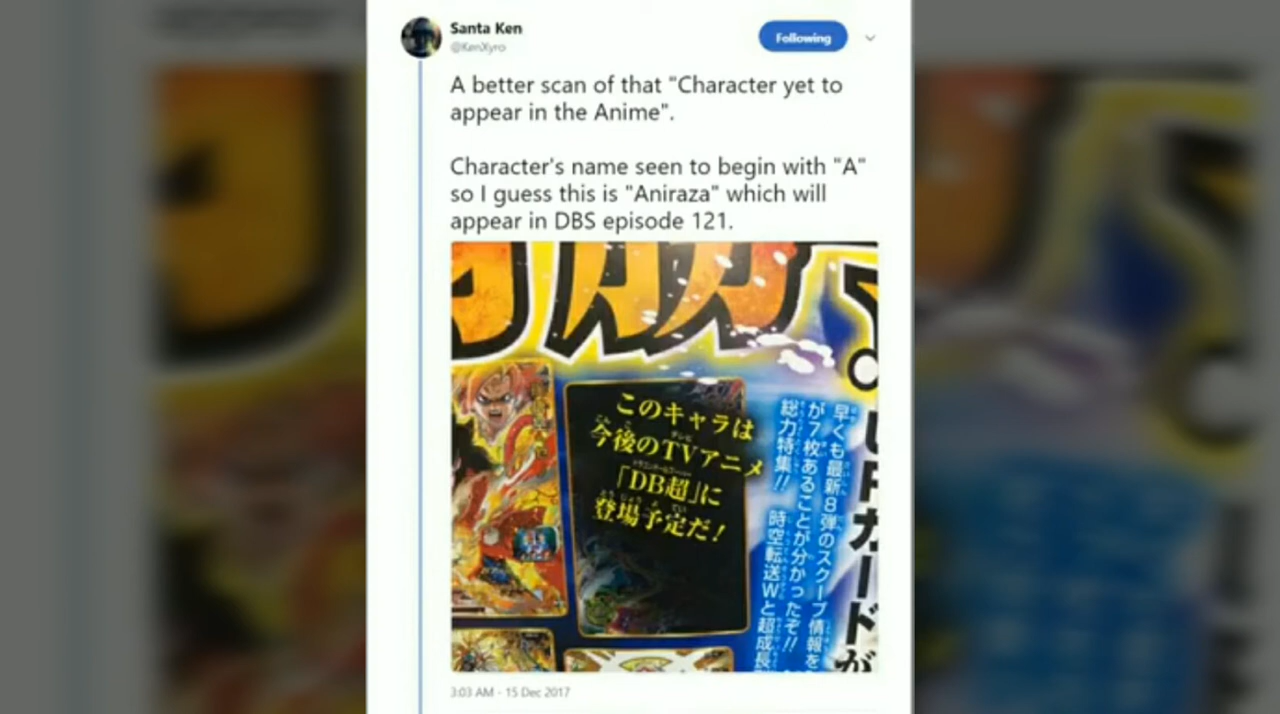 Santa Ken
@KenXyro
Following
A better scan of that "Character yet to
appear in the Anime".
Character's name seen to begin with "A"
so I guess this is "Aniraza" which will
appear in DBS episode 121.
このキャラは
今後のTVアニメ
「DB超」に
登場予定だ!
早くも最新8弾のスクープ情報を
が7枚あることが分かったぞ!!
総力特集!!
時空転送Wと超成長
URカードが
3:03 AM - 15 Dec 2017